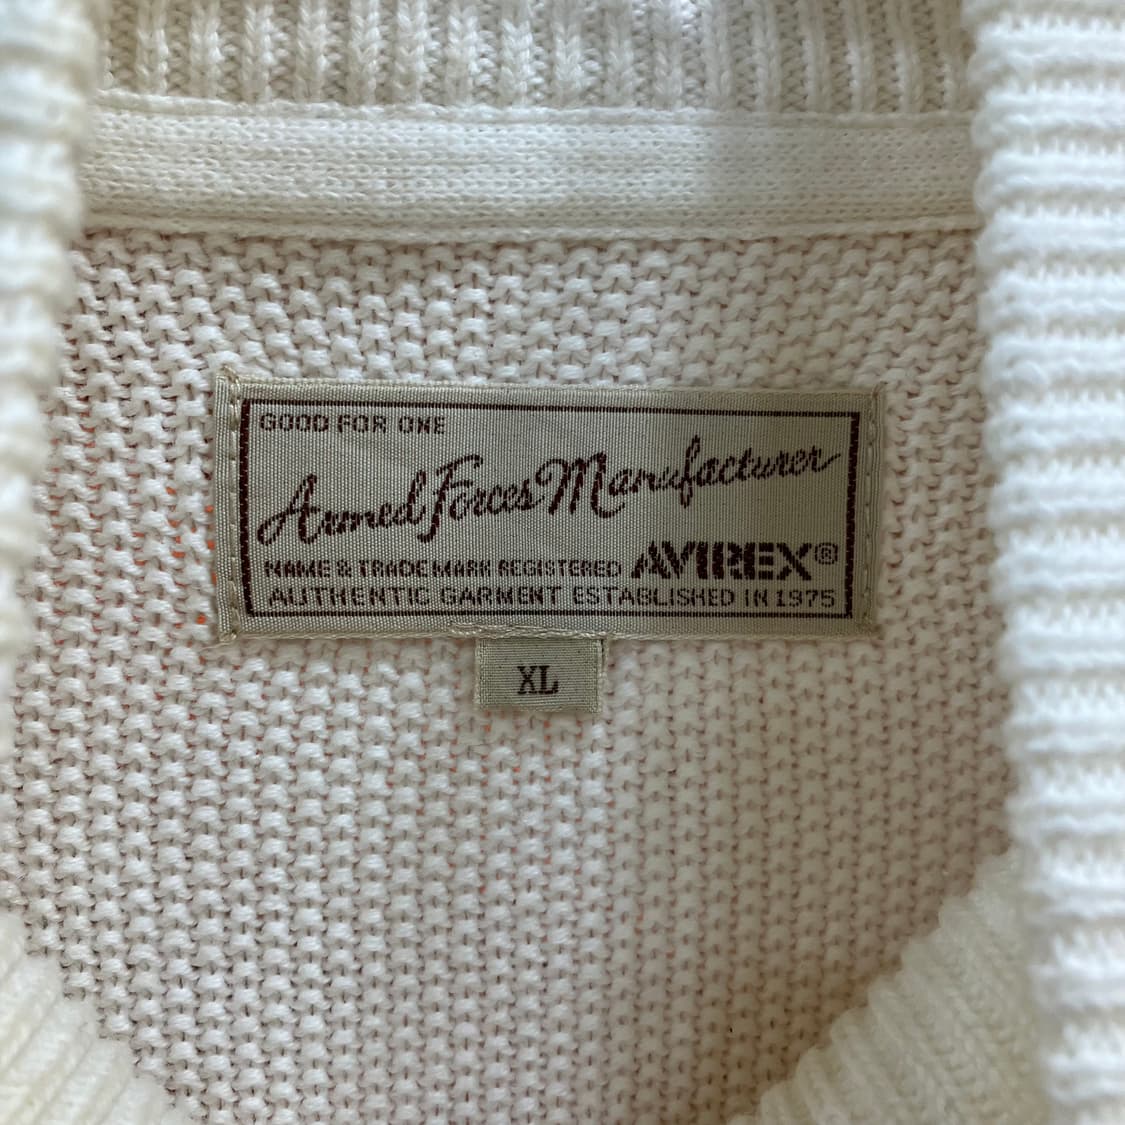 GOOD FOR ONE
Armed Forces Manufacturer
NAME & TRADE MARK REGISTERED AVIREX®
AUTHENTIC GARMENT ESTABLISHED IN 1975
XL